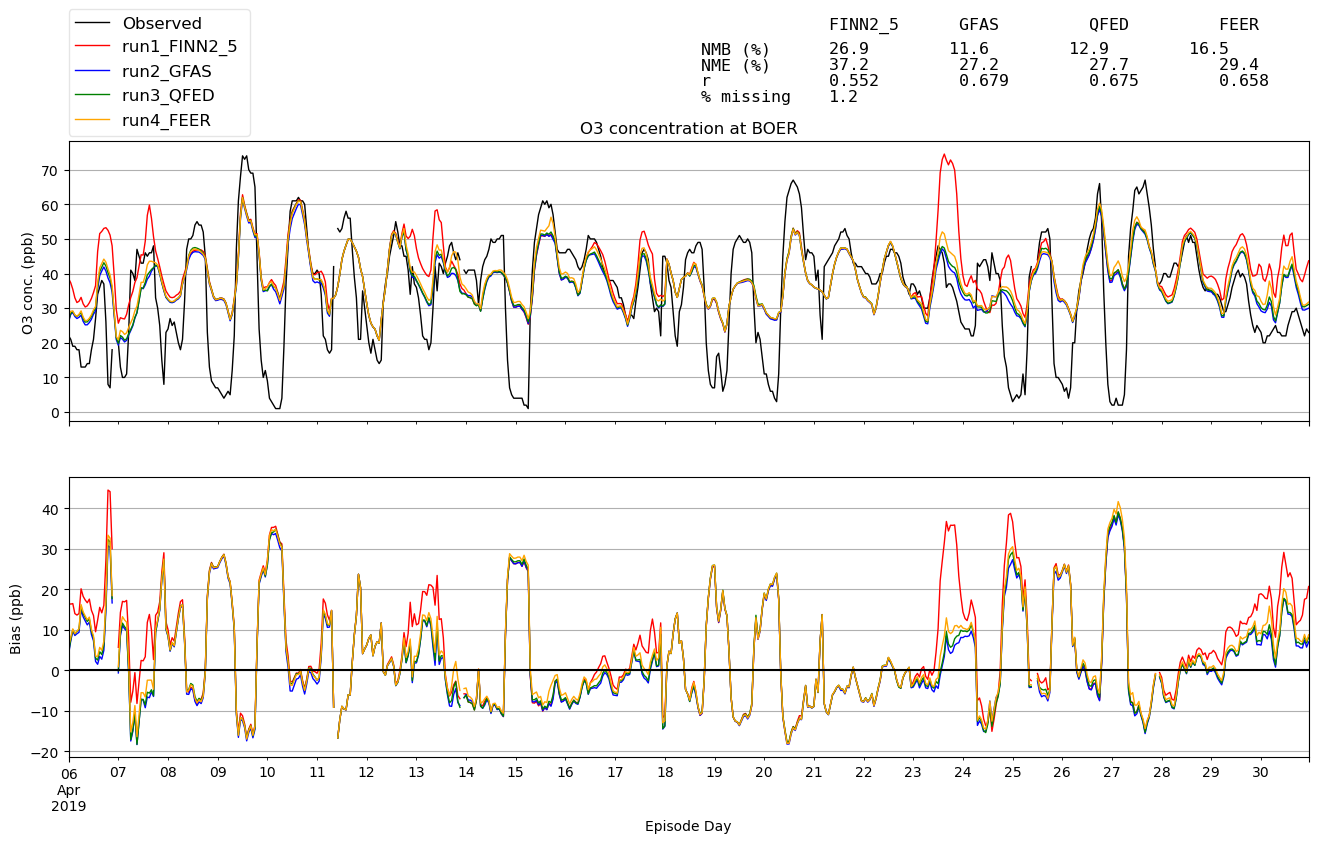 Observed
run1_FINN2_5
run2_GFAS
run3_QFED
run4_FEER
FINN2_5 GFAS QFED FEER
NMB (%) 26.9 11.6 12.9 16.5
NME (%) 37.2 27.2 27.7 29.4
r 0.552 0.679 0.675 0.658
% missing 1.2
O3 concentration at BOER
O3 conc. (ppb)
70
60
50
40
30
20
10
0
Bias (ppb)
40
30
20
10
0
−10
−20
06 07 08 09 10 11 12 13 14 15 16 17 18 19 20 21 22 23 24 25 26 27 28 29 30
Apr
2019
Episode Day